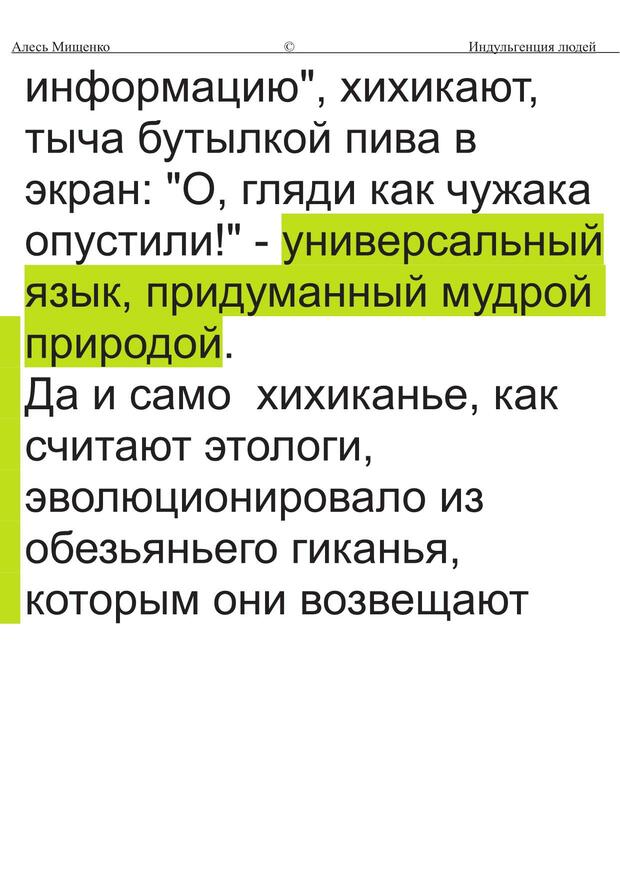 Алесь Мищенко © Индульгенция людей
информацию", хихикают,
тыча бутылкой пива в
экран: "О, гляди как чужака
опустили!" - универсальный
язык, придуманный мудрой
природой.
Да и само  хихиканье, как
считают этологи,
эволюционировало из
обезьяньего гиканья,
которым они возвещают